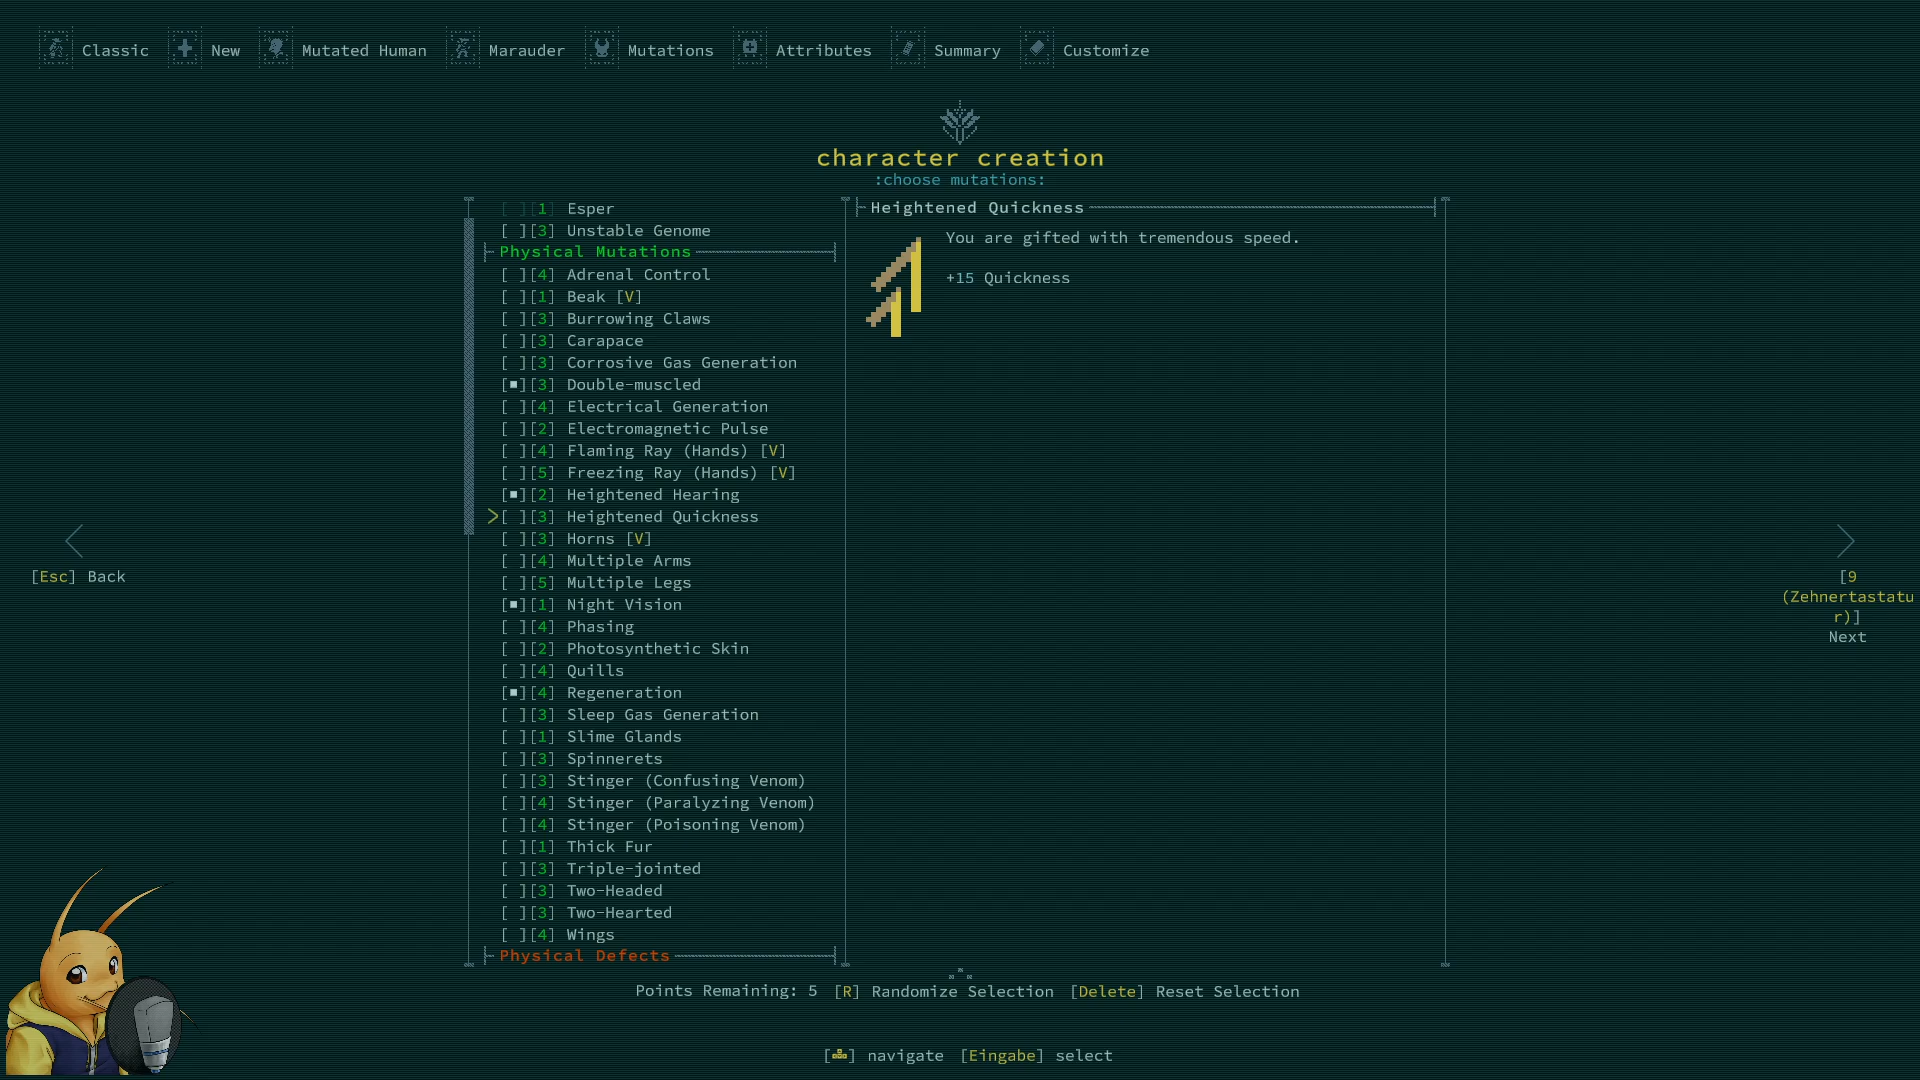 Classic New Mutated Human Marauder Mutations Attributes Summary Customize
character creation
:choose mutations:
[ ][1] Esper
[ ][3] Unstable Genome
Physical Mutations
[ ][4] Adrenal Control
[ ][1] Beak [V]
[ ][3] Burrowing Claws
[ ][3] Carapace
[ ][3] Corrosive Gas Generation
[■][3] Double-muscled
[ ][4] Electrical Generation
[ ][2] Electromagnetic Pulse
[ ][4] Flaming Ray (Hands) [V]
[ ][5] Freezing Ray (Hands) [V]
[■][2] Heightened Hearing
>[ ][3] Heightened Quickness
[ ][3] Horns [V]
[ ][4] Multiple Arms
[ ][5] Multiple Legs
[■][1] Night Vision
[ ][4] Phasing
[ ][2] Photosynthetic Skin
[ ][4] Quills
[■][4] Regeneration
[ ][3] Sleep Gas Generation
[ ][1] Slime Glands
[ ][3] Spinnerets
[ ][3] Stinger (Confusing Venom)
[ ][4] Stinger (Paralyzing Venom)
[ ][4] Stinger (Poisoning Venom)
[ ][1] Thick Fur
[ ][3] Triple-jointed
[ ][3] Two-Headed
[ ][3] Two-Hearted
[ ][4] Wings
Physical Defects
Heightened Quickness
You are gifted with tremendous speed.
+15 Quickness
[Esc] Back
[9
(Zehnertastatu
r)]
Next
Points Remaining: 5 [R] Randomize Selection [Delete] Reset Selection
navigate [Eingabe] select